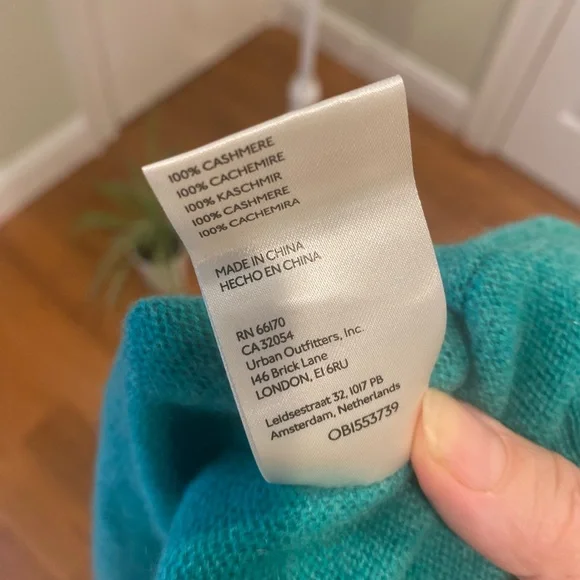 100% CASHMERE
100% CACHEMIRE
100% KASCHMIR
100% CASHMERE
100% CACHEMIRA
MADE IN CHINA
HECHO EN CHINA
RN 66170
CA 32054
Urban Outfitters, Inc.
146 Brick Lane
LONDON, E1 6RU
Leidsestraat 32, 1017 PB
Amsterdam, Netherlands
OB1553739